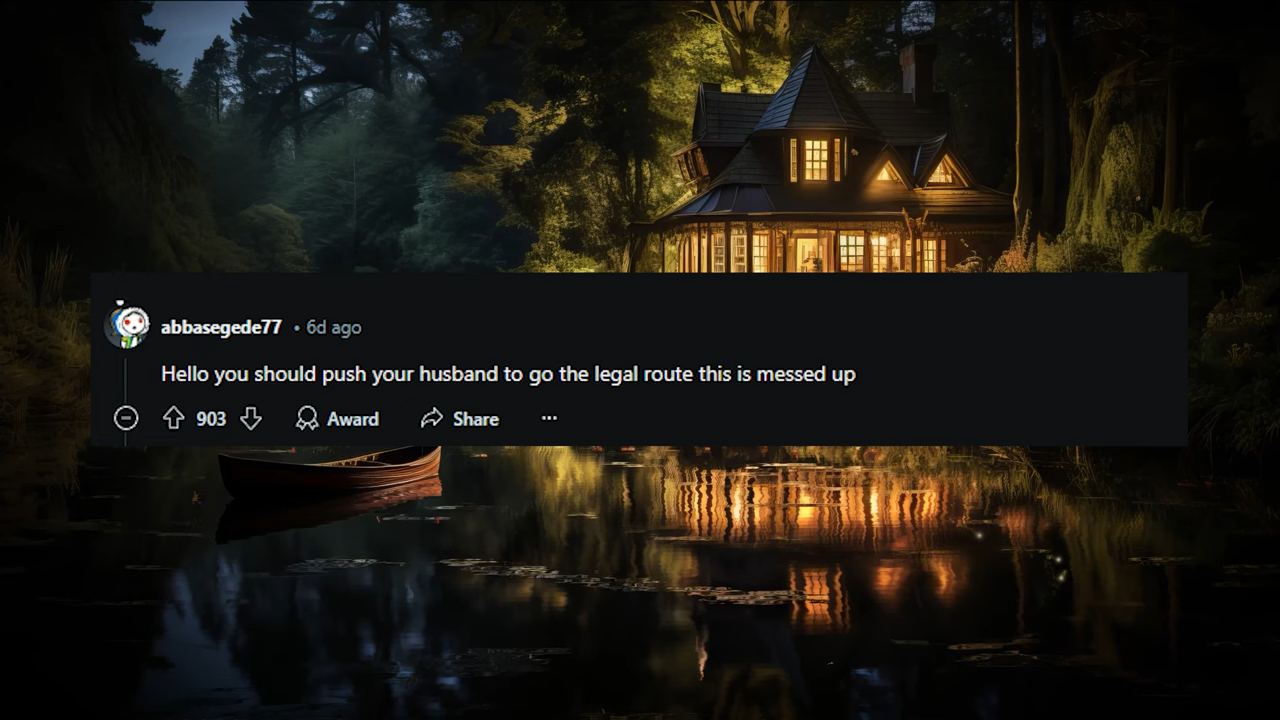 abbasegede77 • 6d ago
Hello you should push your husband to go the legal route this is messed up
903 Award Share ...